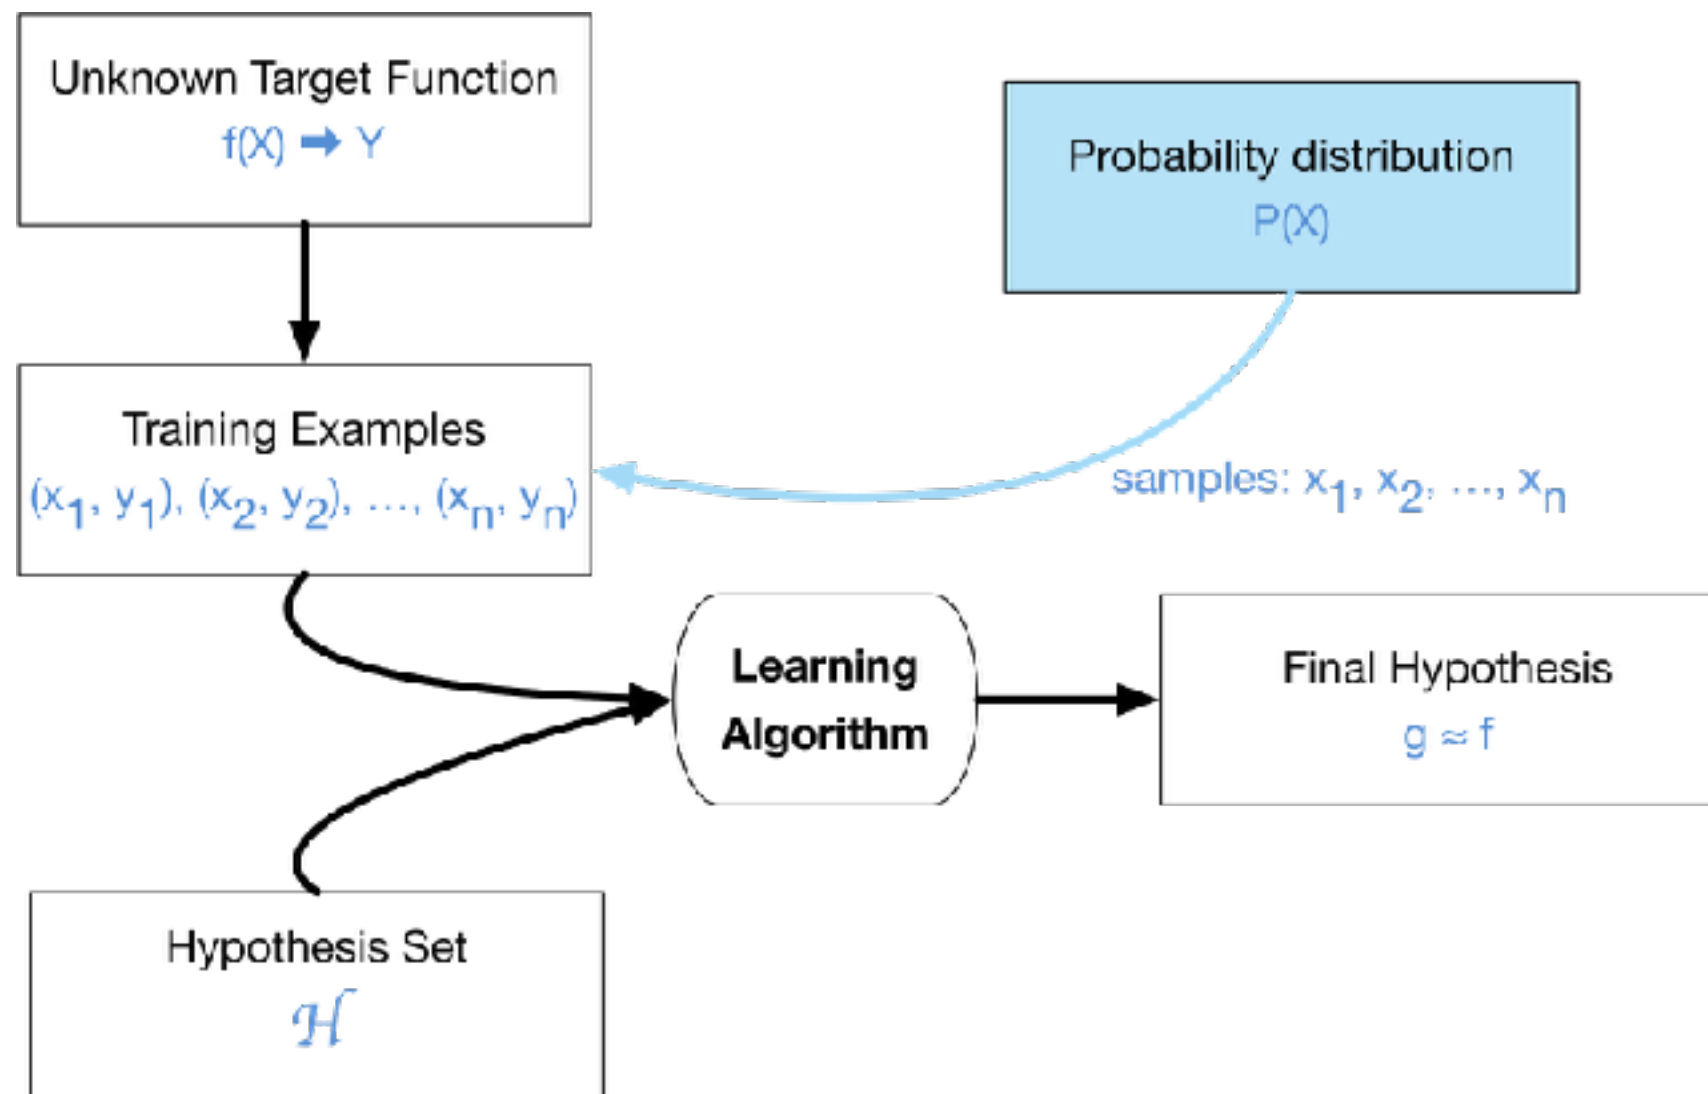 Unknown Target Function
f(X) ➡ Y
Probability distribution
P(X)
Training Examples
(x₁, y₁), (x₂, y₂), ..., (xₙ, yₙ)
samples: x₁, x₂, ..., xₙ
Learning
Algorithm
Final Hypothesis
g ≈ f
Hypothesis Set
ℋ